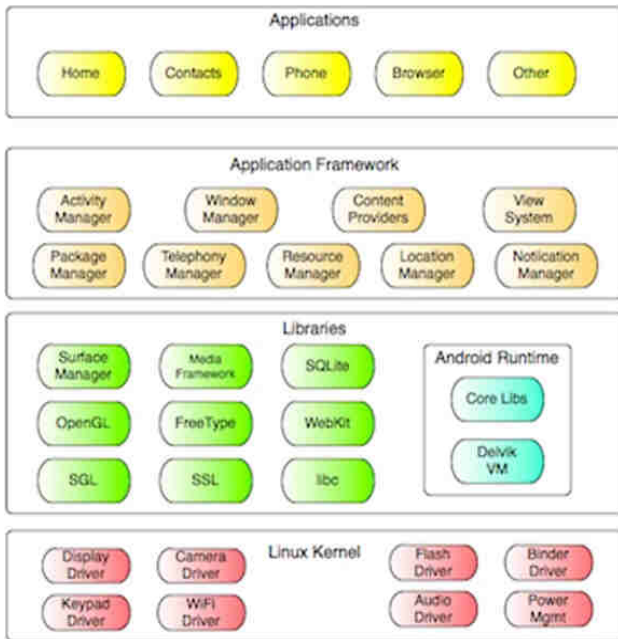 Applications
Home
Contacts
Phone
Browser
Other
Application Framework
Activity
Manager
Window
Manager
Content
Providers
View
System
Package
Manager
Telephony
Manager
Resource
Manager
Location
Manager
Notiication
Manager
Libraries
Surface
Manager
Media
Framework
SQLite
OpenGL
FreeType
WebKit
SGL
SSL
libc
Android Runtime
Core Libs
Delvik
VM
Linux Kernel
Display
Driver
Camera
Driver
Flash
Driver
Binder
Driver
Keypad
Driver
WiFi
Driver
Audio
Driver
Power
Mgmt